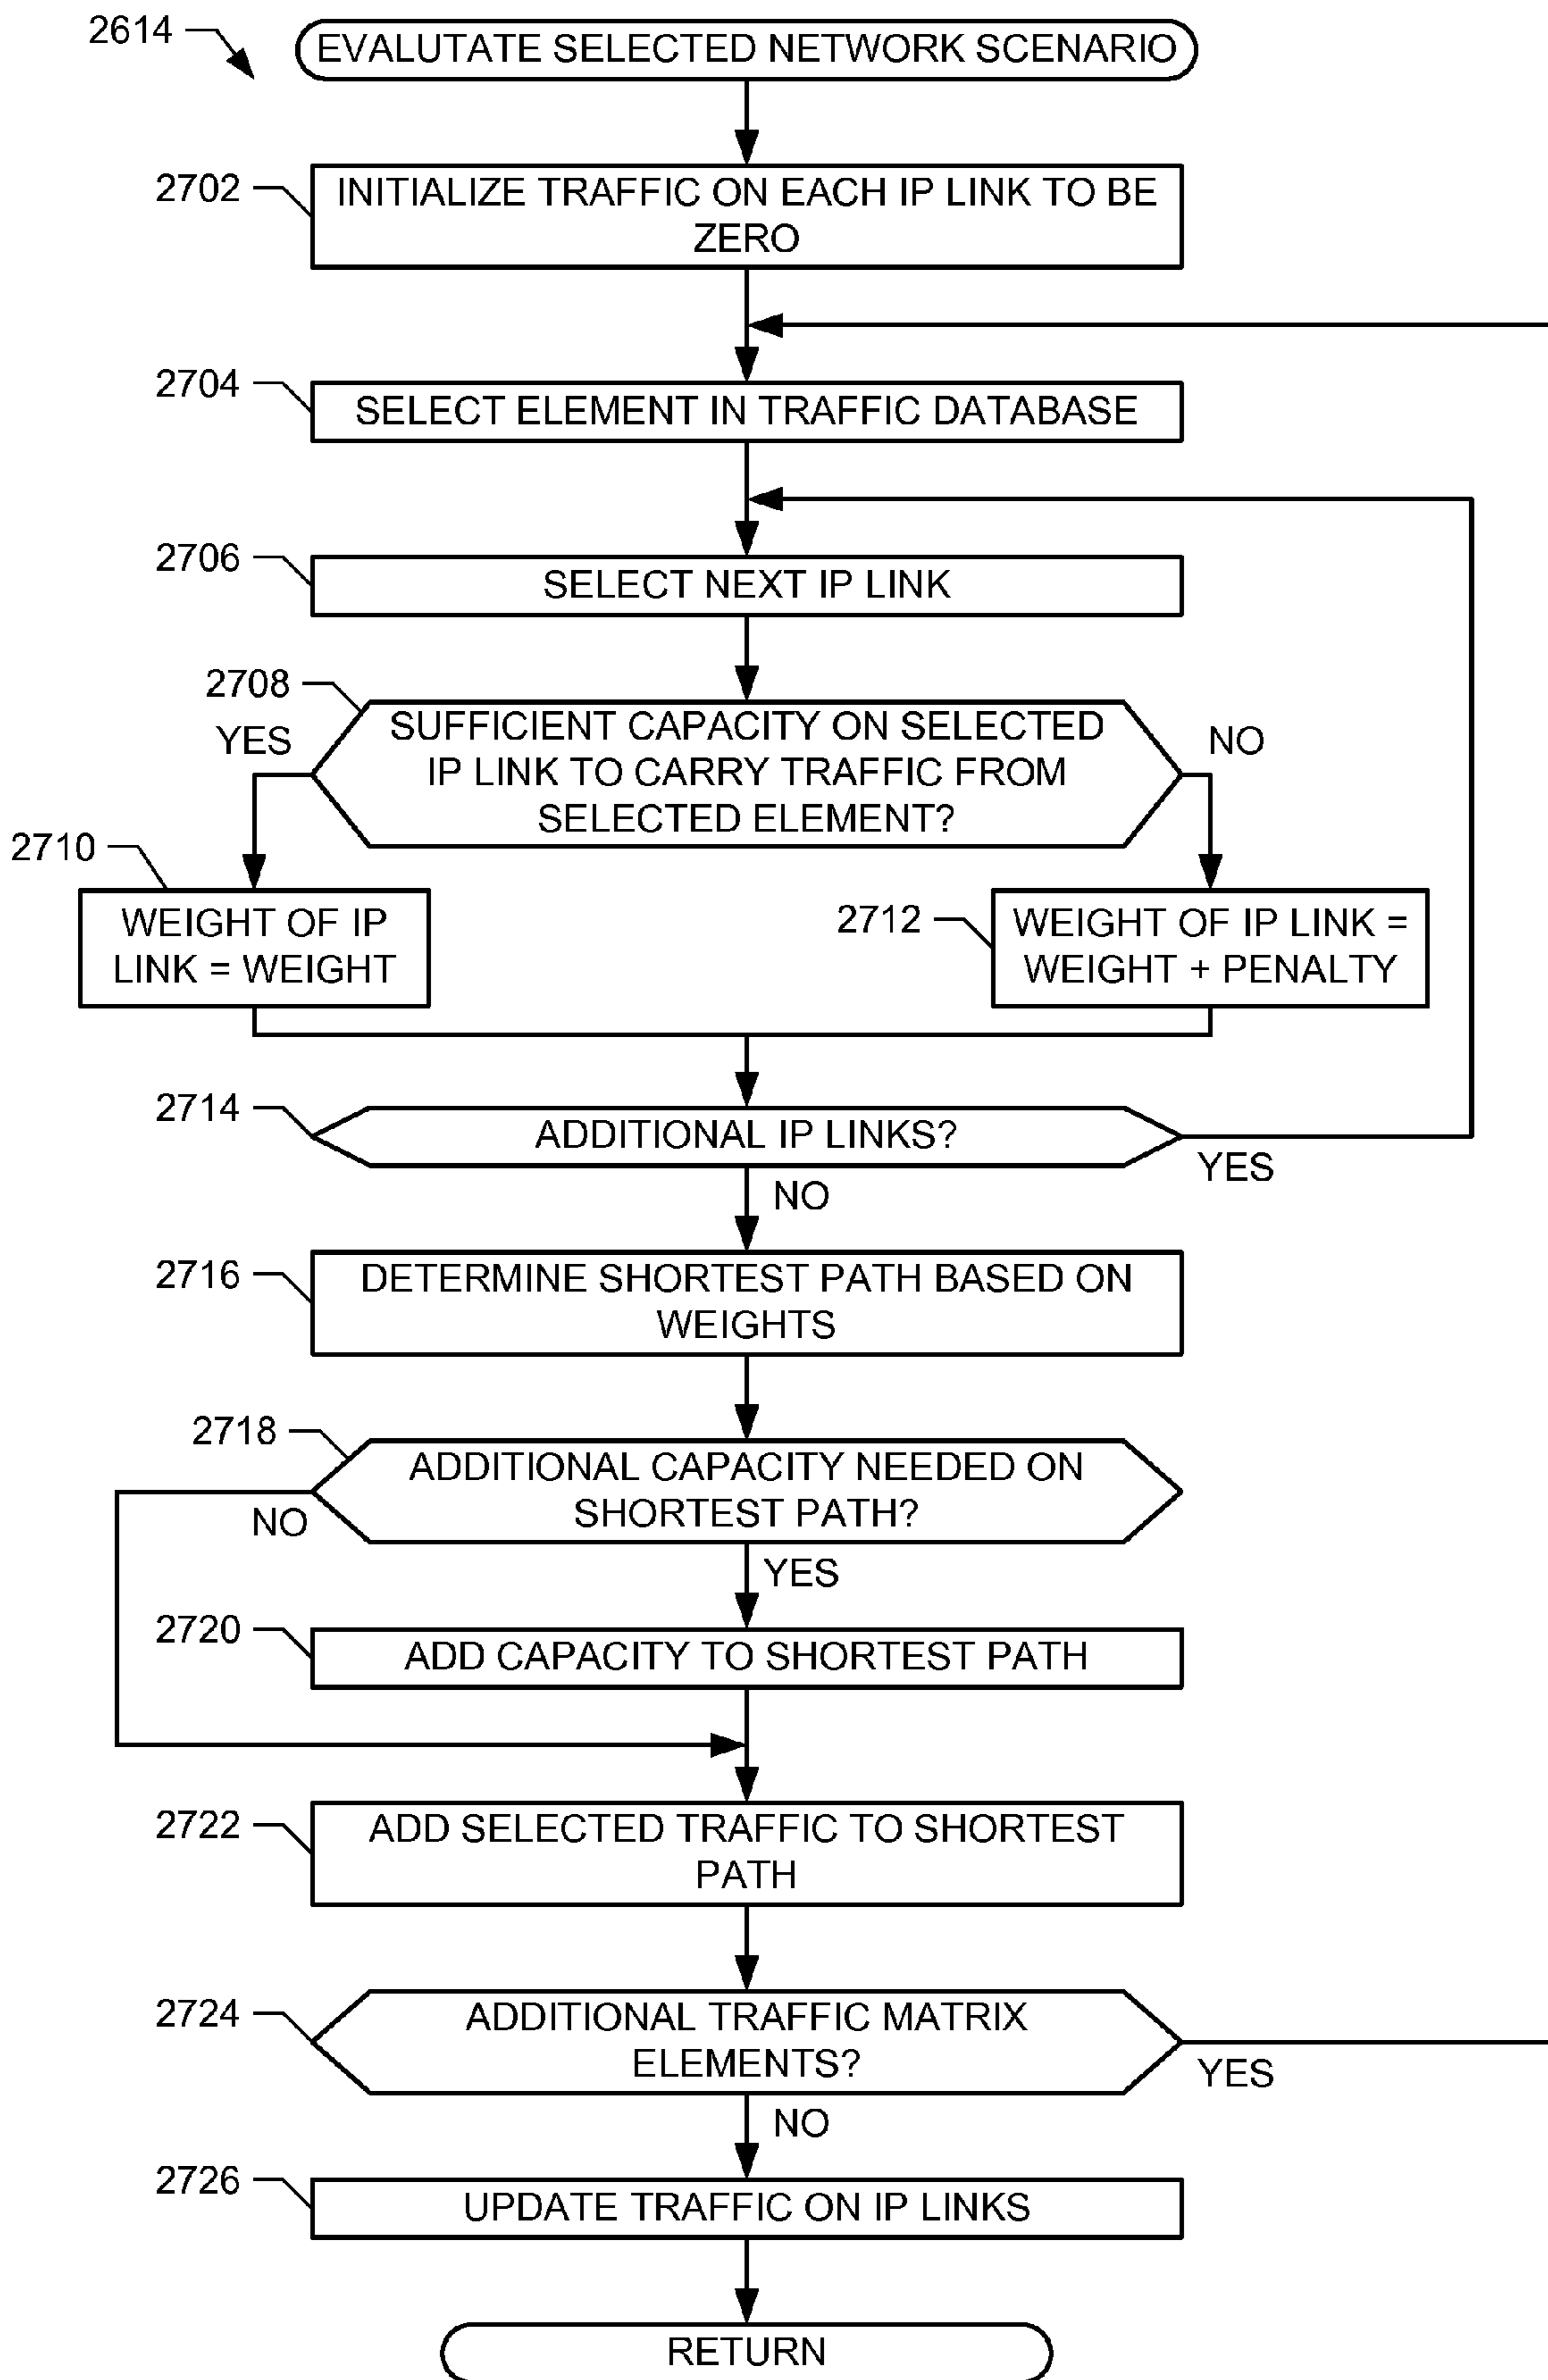 2614
EVALUTATE SELECTED NETWORK SCENARIO
2702
INITIALIZE TRAFFIC ON EACH IP LINK TO BE
ZERO
2704
SELECT ELEMENT IN TRAFFIC DATABASE
2706
SELECT NEXT IP LINK
2708
SUFFICIENT CAPACITY ON SELECTED
IP LINK TO CARRY TRAFFIC FROM
SELECTED ELEMENT?
YES
NO
2710
WEIGHT OF IP
LINK = WEIGHT
2712
WEIGHT OF IP LINK =
WEIGHT + PENALTY
2714
ADDITIONAL IP LINKS?
YES
NO
2716
DETERMINE SHORTEST PATH BASED ON
WEIGHTS
2718
ADDITIONAL CAPACITY NEEDED ON
SHORTEST PATH?
NO
YES
2720
ADD CAPACITY TO SHORTEST PATH
2722
ADD SELECTED TRAFFIC TO SHORTEST
PATH
2724
ADDITIONAL TRAFFIC MATRIX
ELEMENTS?
YES
NO
2726
UPDATE TRAFFIC ON IP LINKS
RETURN